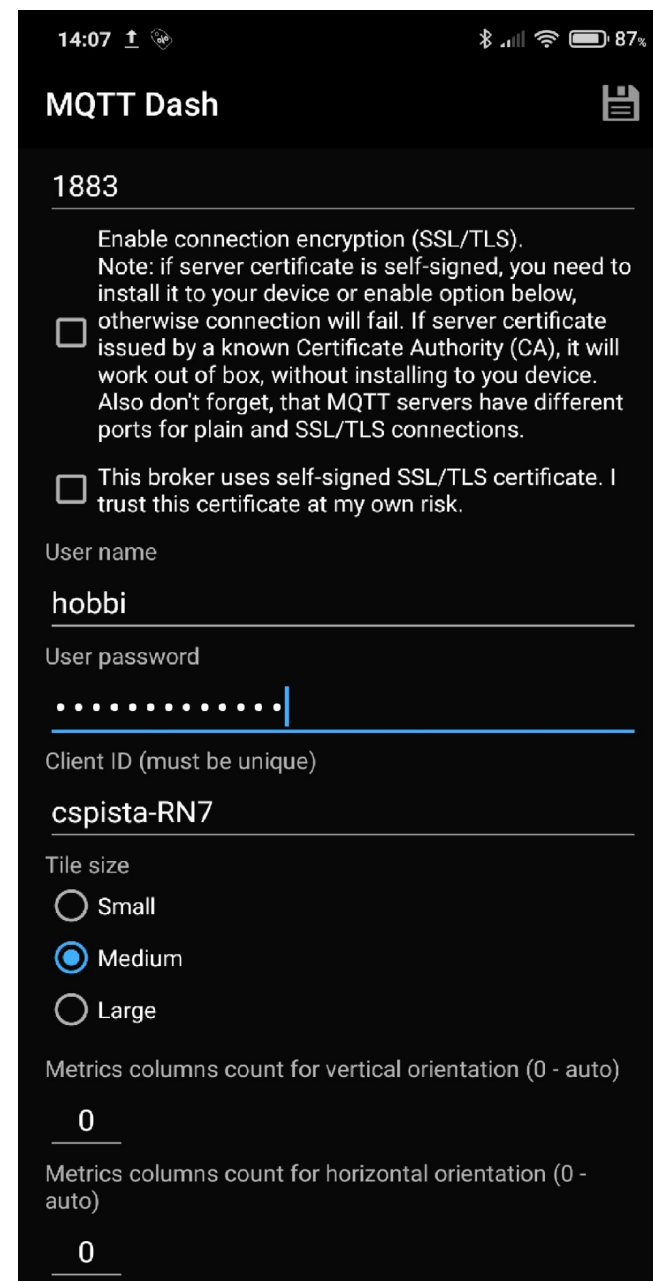 14:07
87%
MQTT Dash
1883
Enable connection encryption (SSL/TLS).
Note: if server certificate is self-signed, you need to
install it to your device or enable option below,
otherwise connection will fail. If server certificate
issued by a known Certificate Authority (CA), it will
work out of box, without installing to you device.
Also don't forget, that MQTT servers have different
ports for plain and SSL/TLS connections.
This broker uses self-signed SSL/TLS certificate. I
trust this certificate at my own risk.
User name
hobbi
User password
•••••••••••••
Client ID (must be unique)
cspista-RN7
Tile size
Small
Medium
Large
Metrics columns count for vertical orientation (0 - auto)
0
Metrics columns count for horizontal orientation (0 -
auto)
0